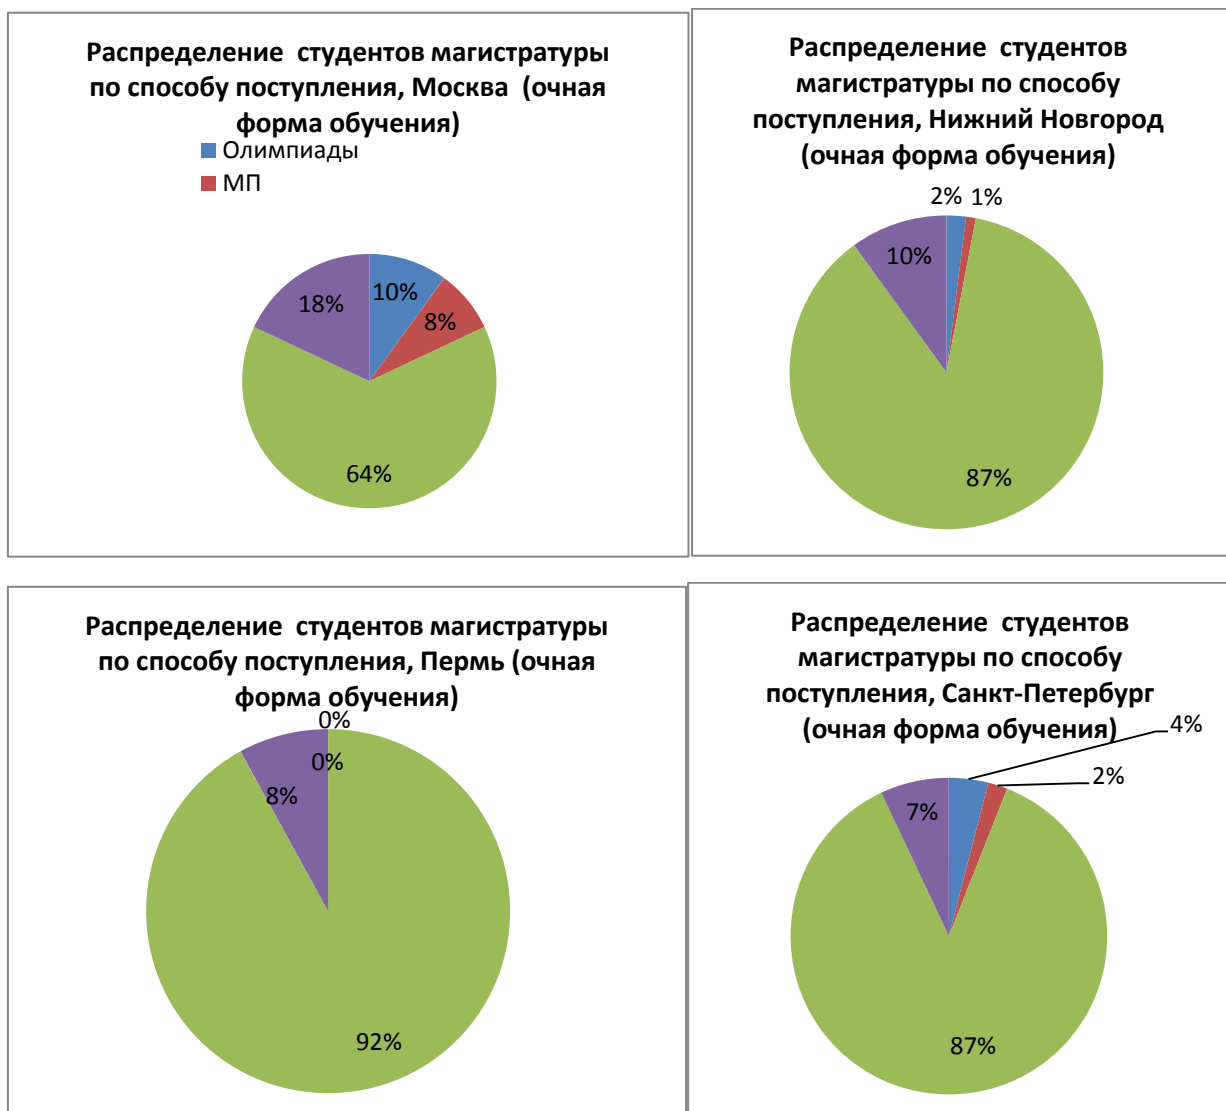 Распределение студентов магистратуры
по способу поступления, Москва (очная
форма обучения)
Олимпиады
МП
18%
10%
8%
64%
Распределение студентов
магистратуры по способу
поступления, Нижний Новгород
(очная форма обучения)
2%
1%
10%
87%
Распределение студентов магистратуры
по способу поступления, Пермь (очная
форма обучения)
0%
0%
8%
92%
Распределение студентов
магистратуры по способу
поступления, Санкт-Петербург
(очная форма обучения)
4%
2%
7%
87%